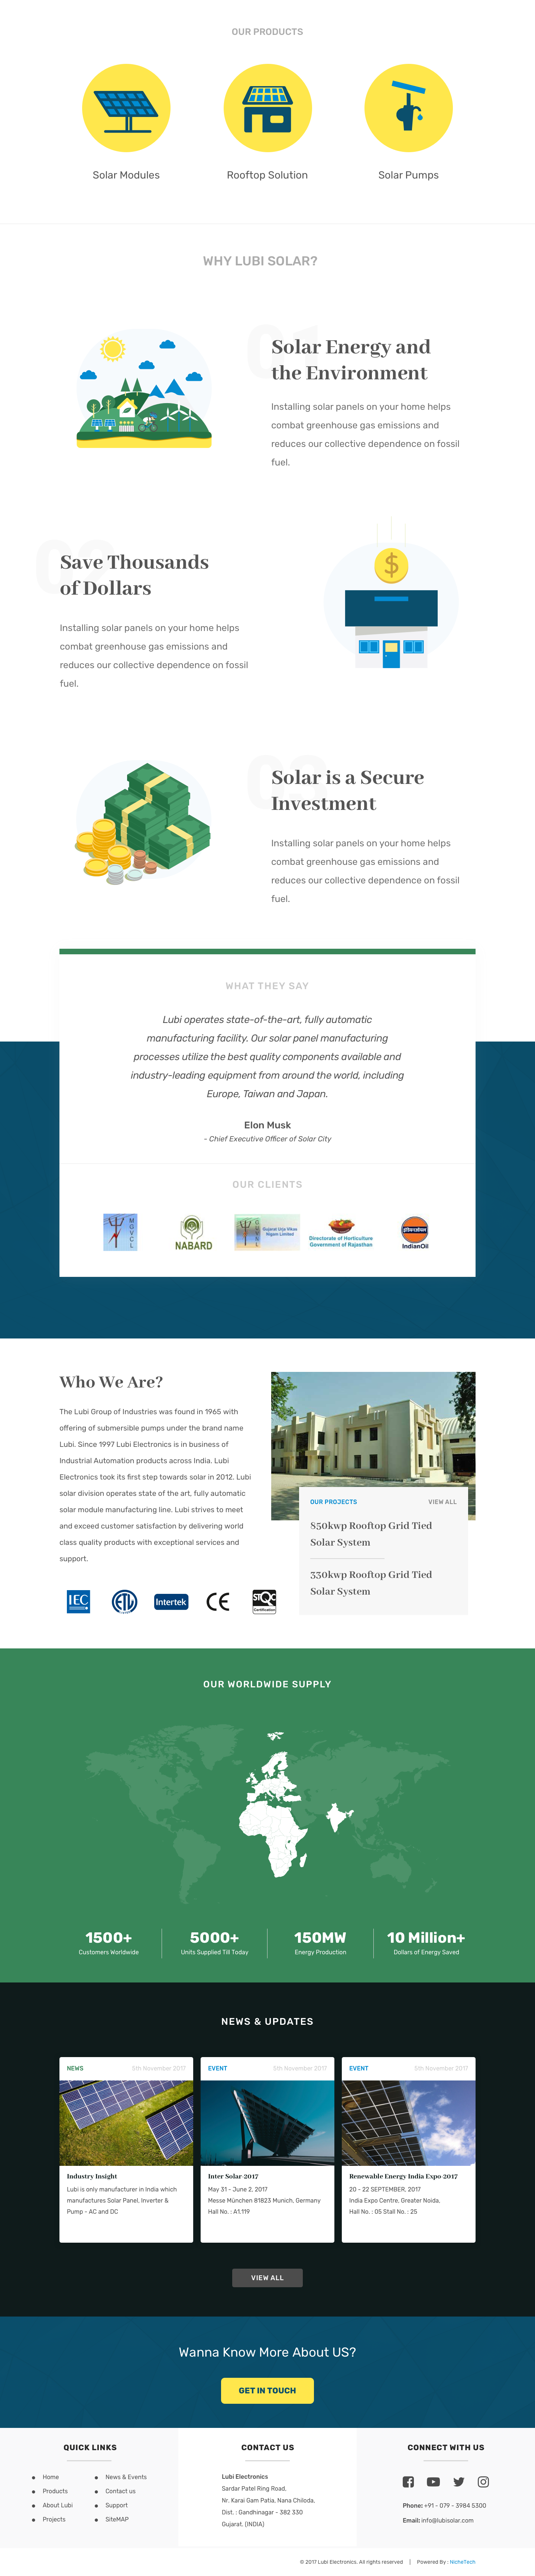 OUR PRODUCTS
Solar Modules
Rooftop Solution
Solar Pumps
WHY LUBI SOLAR?
01
Solar Energy and
the Environment
Installing solar panels on your home helps
combat greenhouse gas emissions and
reduces our collective dependence on fossil
fuel.
Save Thousands
of Dollars
Installing solar panels on your home helps
combat greenhouse gas emissions and
reduces our collective dependence on fossil
fuel.
$
03
Solar is a Secure
Investment
Installing solar panels on your home helps
combat greenhouse gas emissions and
reduces our collective dependence on fossil
fuel.
WHAT THEY SAY
Lubi operates state-of-the-art, fully automatic
manufacturing facility. Our solar panel manufacturing
processes utilize the best quality components available and
industry-leading equipment from around the world, including
Europe, Taiwan and Japan.
Elon Musk
- Chief Executive Officer of Solar City
OUR CLIENTS
MGVCL
NABARD
GUVNL
Gujarat Urja Vikas
Nigam Limited
Directorate of Horticulture
Government of Rajasthan
इंडियनऑयल
IndianOil
Who We Are?
The Lubi Group of Industries was found in 1965 with
offering of submersible pumps under the brand name
Lubi. Since 1997 Lubi Electronics is in business of
Industrial Automation products across India. Lubi
Electronics took its first step towards solar in 2012. Lubi
solar division operates state of the art, fully automatic
solar module manufacturing line. Lubi strives to meet
and exceed customer satisfaction by delivering world
class quality products with exceptional services and
support.
IEC
ETL
Intertek
CE
STQC
Certification
OUR PROJECTS
VIEW ALL
850kwp Rooftop Grid Tied
Solar System
330kwp Rooftop Grid Tied
Solar System
OUR WORLDWIDE SUPPLY
1500+
Customers Worldwide
5000+
Units Supplied Till Today
150MW
Energy Production
10 Million+
Dollars of Energy Saved
NEWS & UPDATES
NEWS
5th November 2017
Industry Insight
Lubi is only manufacturer in India which
manufactures Solar Panel, Inverter &
Pump - AC and DC
EVENT
5th November 2017
Inter Solar-2017
May 31 - June 2, 2017
Messe München 81823 Munich, Germany
Hall No. : A1.119
EVENT
5th November 2017
Renewable Energy India Expo-2017
20 - 22 SEPTEMBER, 2017
India Expo Centre, Greater Noida,
Hall No. : 05 Stall No. : 25
VIEW ALL
Wanna Know More About US?
GET IN TOUCH
QUICK LINKS
Home
Products
About Lubi
Projects
News & Events
Contact us
Support
SiteMAP
CONTACT US
Lubi Electronics
Sardar Patel Ring Road,
Nr. Karai Gam Patia, Nana Chiloda,
Dist. : Gandhinagar - 382 330
Gujarat. (INDIA)
CONNECT WITH US
Phone: +91 - 079 - 3984 5300
Email: info@lubisolar.com
© 2017 Lubi Electronics. All rights reserved | Powered By : NicheTech